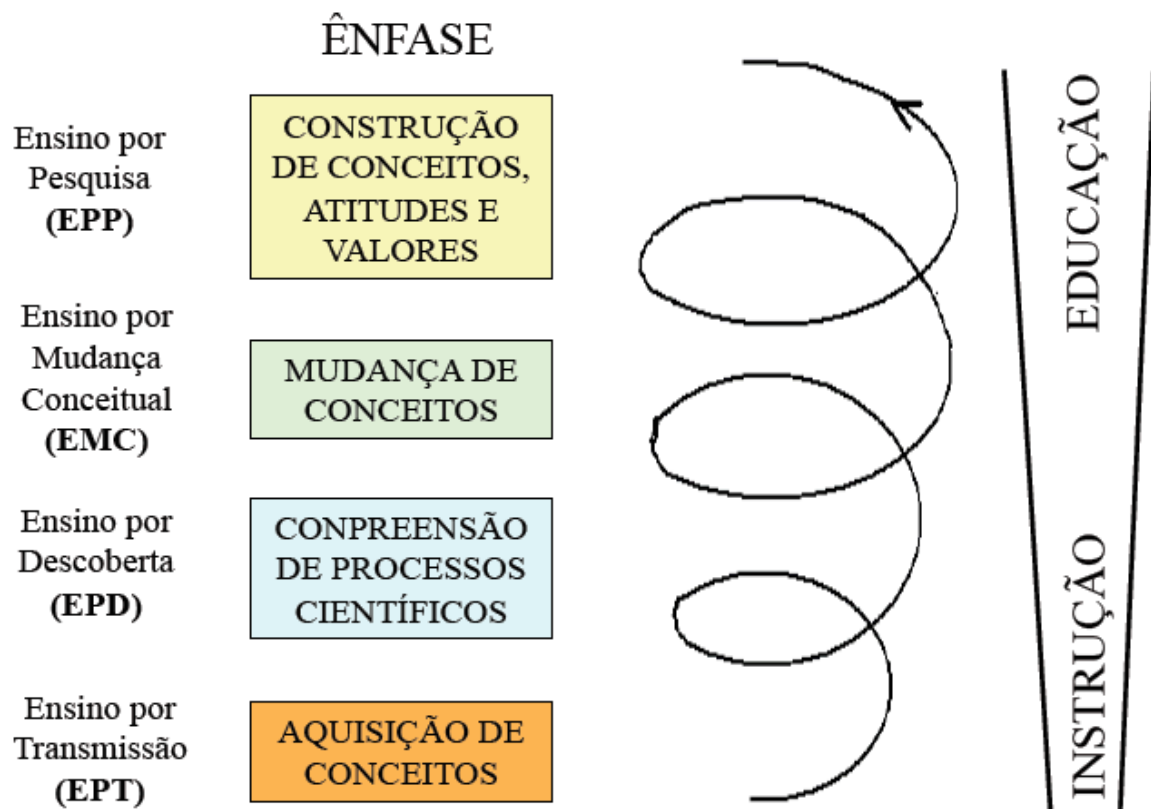 ÊNFASE
Ensino por
Pesquisa
(EPP)
CONSTRUÇÃO
DE CONCEITOS,
ATITUDES E
VALORES
Ensino por
Mudança
Conceitual
(EMC)
MUDANÇA DE
CONCEITOS
Ensino por
Descoberta
(EPD)
CONPREENSÃO
DE PROCESSOS
CIENTÍFICOS
Ensino por
Transmissão
(EPT)
AQUISIÇÃO DE
CONCEITOS
EDUCAÇÃO
INSTRUÇÃO